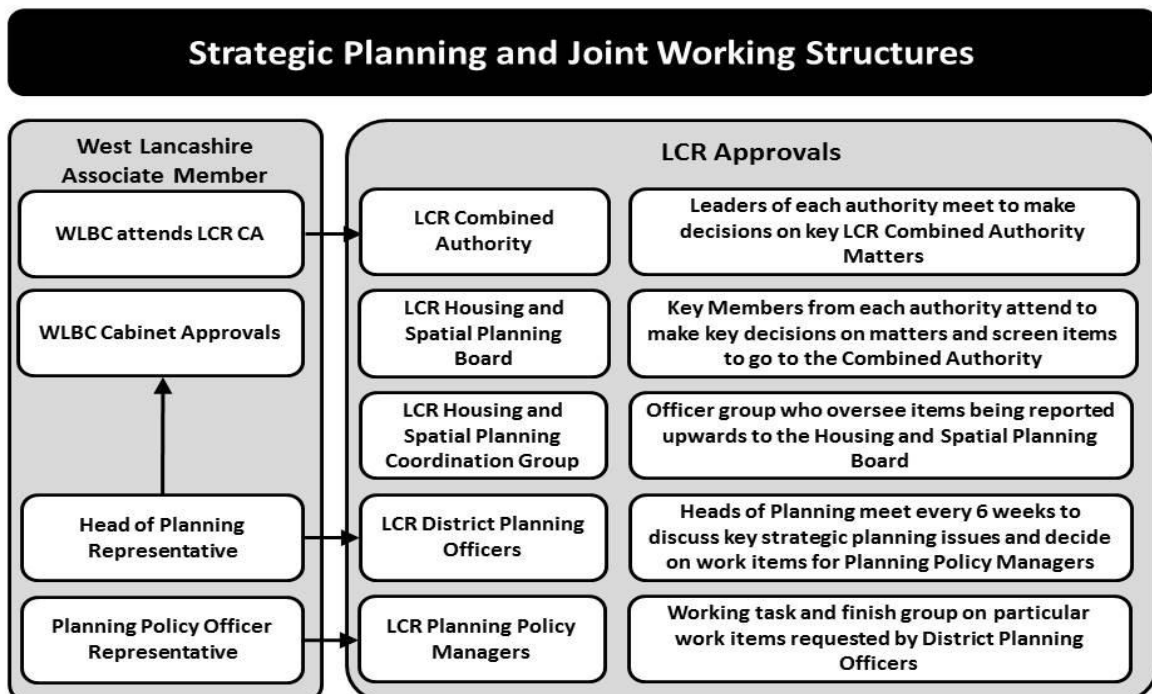 Strategic Planning and Joint Working Structures
West Lancashire
Associate Member
WLBC attends LCR CA
WLBC Cabinet Approvals
Head of Planning
Representative
Planning Policy Officer
Representative
LCR Approvals
LCR Combined
Authority
Leaders of each authority meet to make
decisions on key LCR Combined Authority
Matters
LCR Housing and
Spatial Planning
Board
Key Members from each authority attend to
make key decisions on matters and screen items
to go to the Combined Authority
LCR Housing and
Spatial Planning
Coordination Group
Officer group who oversee items being reported
upwards to the Housing and Spatial Planning
Board
LCR District Planning
Officers
Heads of Planning meet every 6 weeks to
discuss key strategic planning issues and decide
on work items for Planning Policy Managers
LCR Planning Policy
Managers
Working task and finish group on particular
work items requested by District Planning
Officers